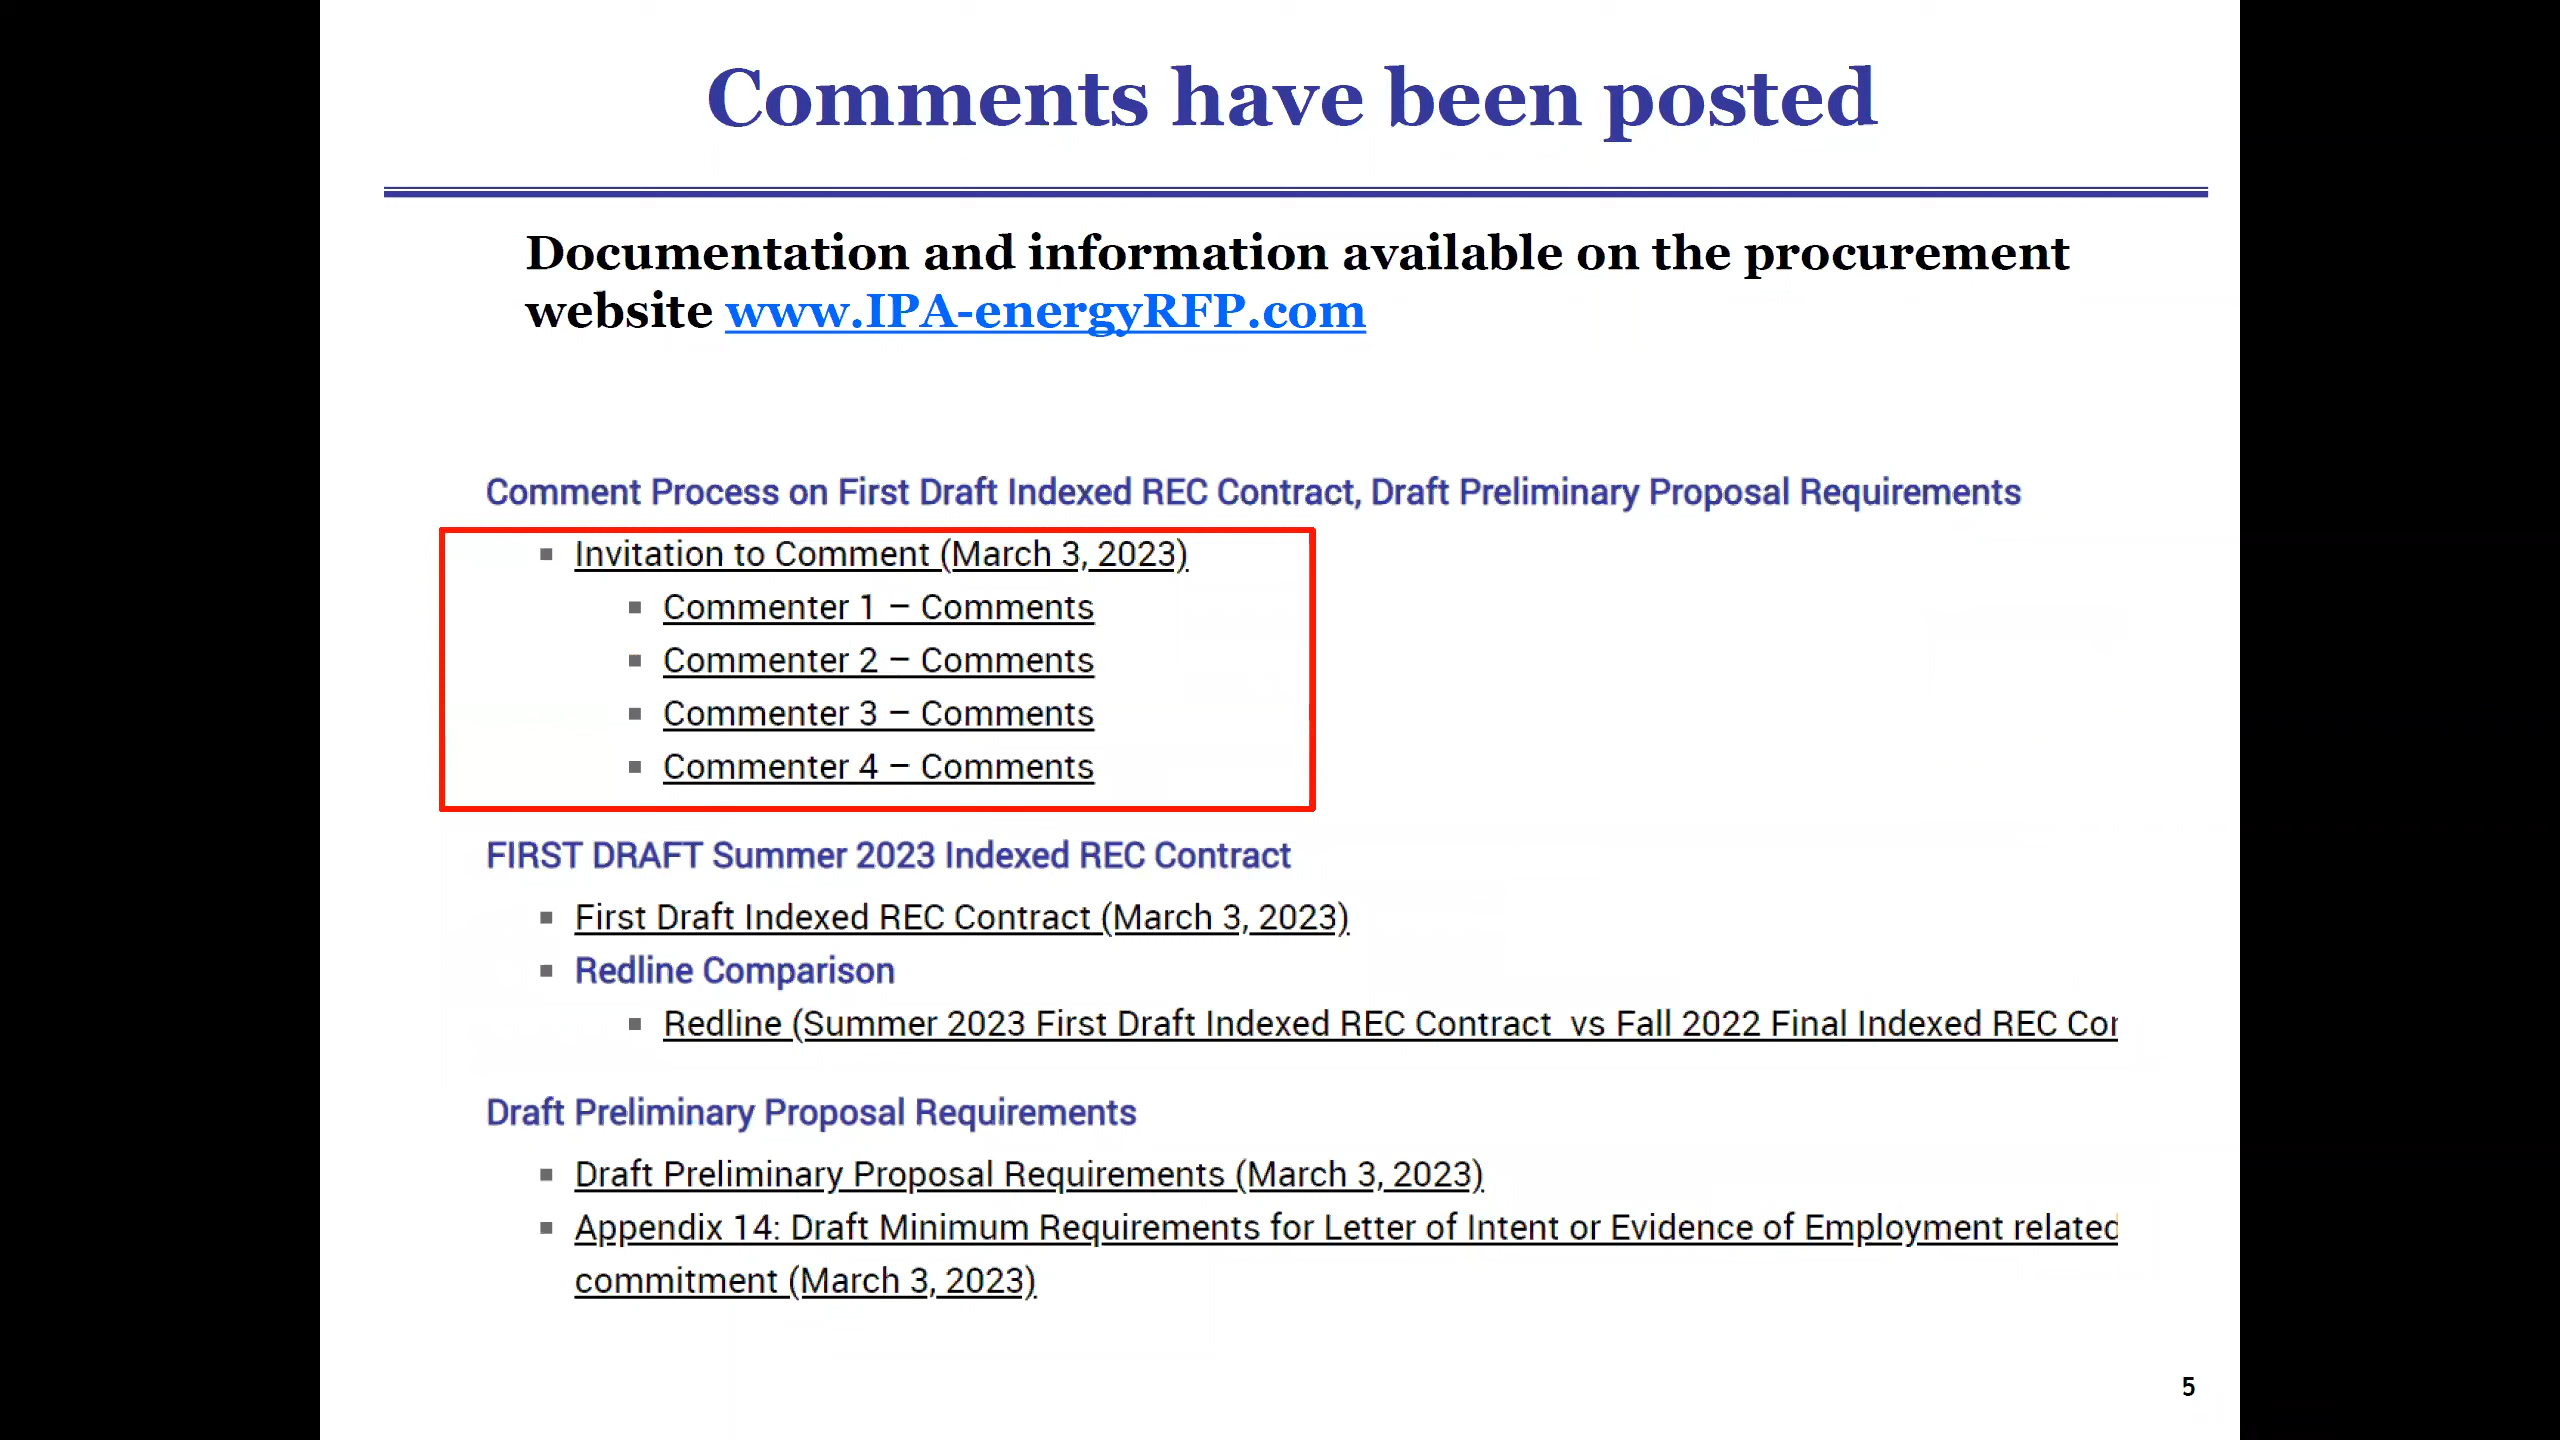 Comments have been posted
Documentation and information available on the procurement
website www.IPA-energyRFP.com
Comment Process on First Draft Indexed REC Contract, Draft Preliminary Proposal Requirements
Invitation to Comment (March 3, 2023)
Commenter 1 – Comments
Commenter 2 – Comments
Commenter 3 – Comments
Commenter 4 – Comments
FIRST DRAFT Summer 2023 Indexed REC Contract
First Draft Indexed REC Contract (March 3, 2023)
Redline Comparison
Redline (Summer 2023 First Draft Indexed REC Contract vs Fall 2022 Final Indexed REC
Draft Preliminary Proposal Requirements
Draft Preliminary Proposal Requirements (March 3, 2023)
Appendix 14: Draft Minimum Requirements for Letter of Intent or Evidence of Employment related
commitment (March 3, 2023)
5